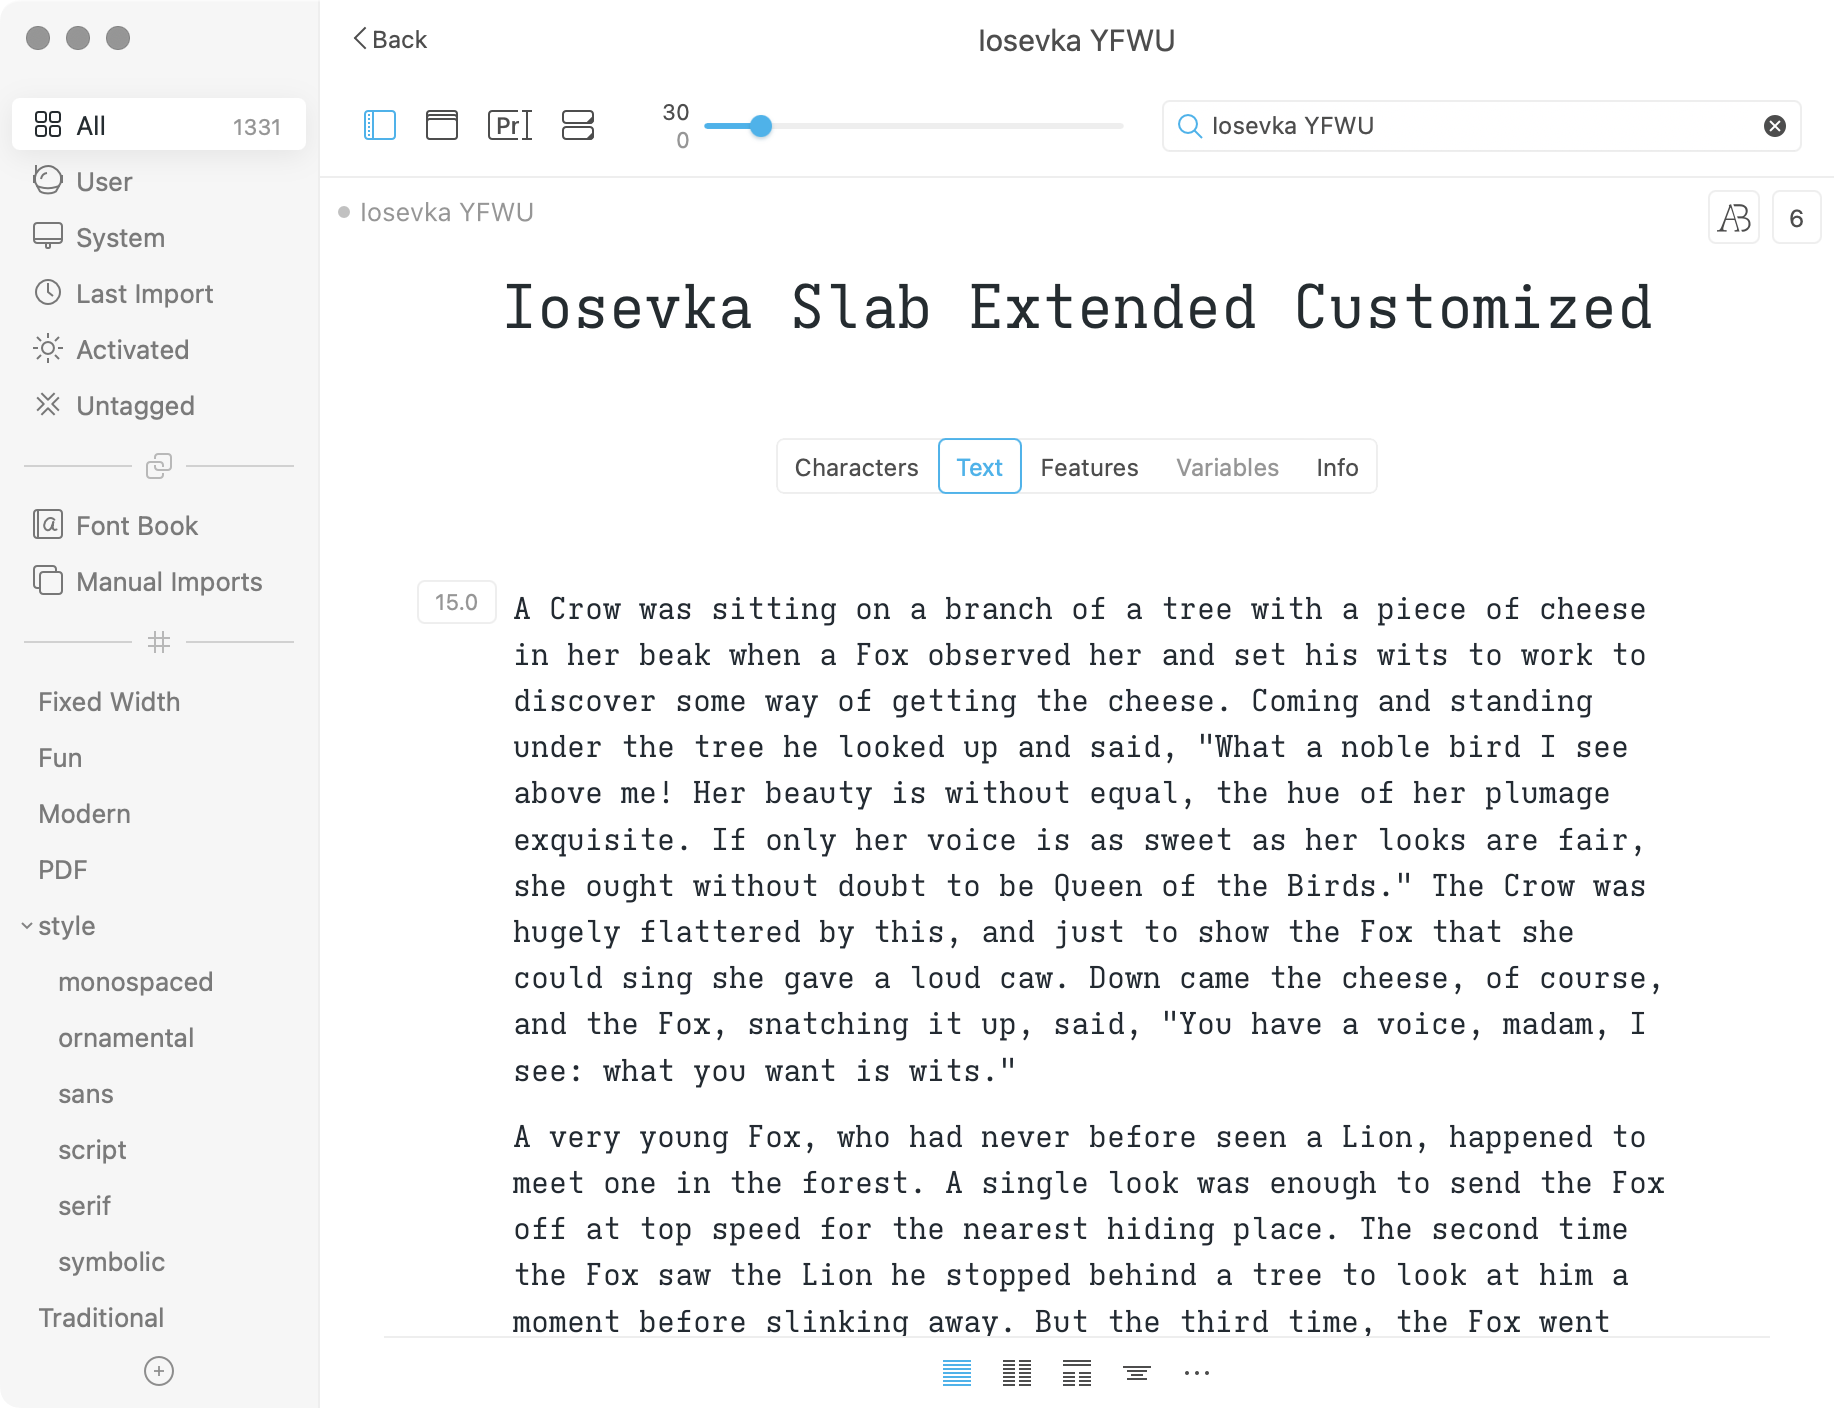 Back
Iosevka YFWU
All 1331
User
System
Last Import
Activated
Untagged
Font Book
Manual Imports
Fixed Width
Fun
Modern
PDF
style
monospaced
ornamental
sans
script
serif
symbolic
Traditional
Pr
30
0
Iosevka YFWU
Iosevka YFWU
AB 6
Iosevka Slab Extended Customized
Characters Text Features Variables Info
15.0
A Crow was sitting on a branch of a tree with a piece of cheese
in her beak when a Fox observed her and set his wits to work to
discover some way of getting the cheese. Coming and standing
under the tree he looked up and said, "What a noble bird I see
above me! Her beauty is without equal, the hue of her plumage
exquisite. If only her voice is as sweet as her looks are fair,
she ought without doubt to be Queen of the Birds." The Crow was
hugely flattered by this, and just to show the Fox that she
could sing she gave a loud caw. Down came the cheese, of course,
and the Fox, snatching it up, said, "You have a voice, madam, I
see: what you want is wits."
A very young Fox, who had never before seen a Lion, happened to
meet one in the forest. A single look was enough to send the Fox
off at top speed for the nearest hiding place. The second time
the Fox saw the Lion he stopped behind a tree to look at him a
moment before slinking away. But the third time, the Fox went